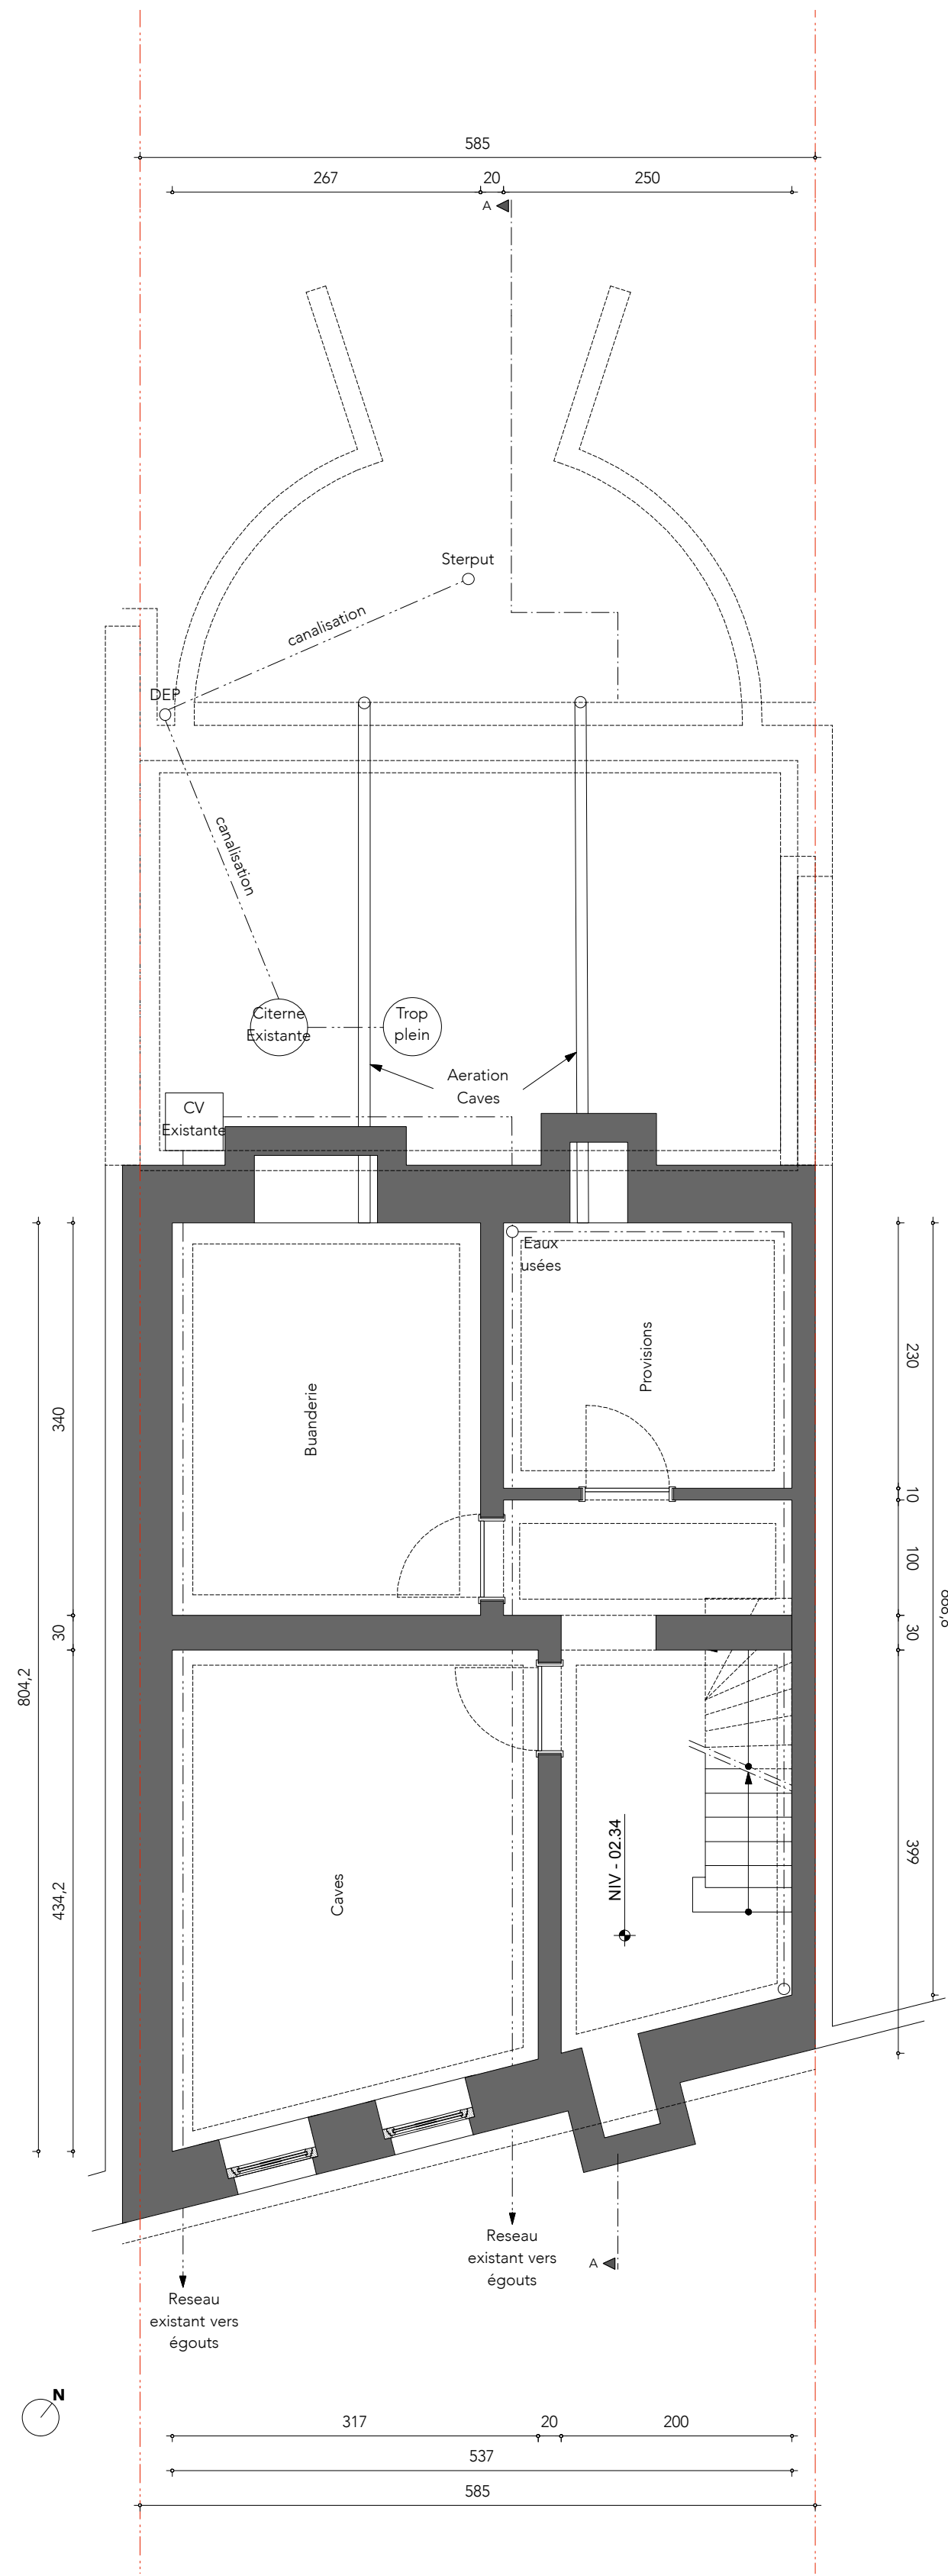 585
267
20
250
A
Sterput
canalisation
DEP
canalisation
Citerne
Existante
Trop
plein
Aeration
Caves
CV
Existante
Eaux
usées
Provisions
Buanderie
230
340
10
100
30
30
804,2
NIV - 02.34
399
Caves
434,2
Reseau
existant vers
égouts
A
Reseau
existant vers
égouts
N
317
20
200
537
585